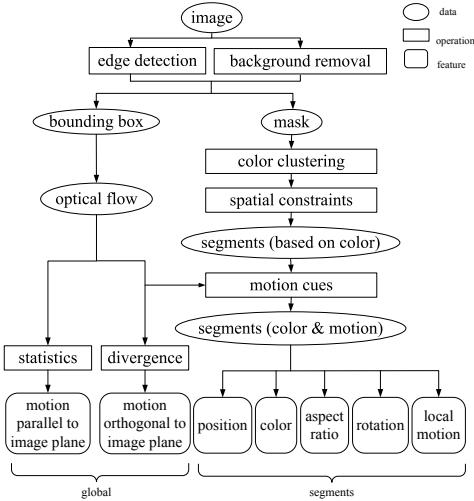 image
data
operation
feature
edge detection
background removal
bounding box
mask
color clustering
optical flow
spatial constraints
segments (based on color)
motion cues
segments (color & motion)
statistics
divergence
motion
parallel to
image plane
motion
orthogonal to
image plane
position
color
aspect
ratio
rotation
local
motion
global
segments